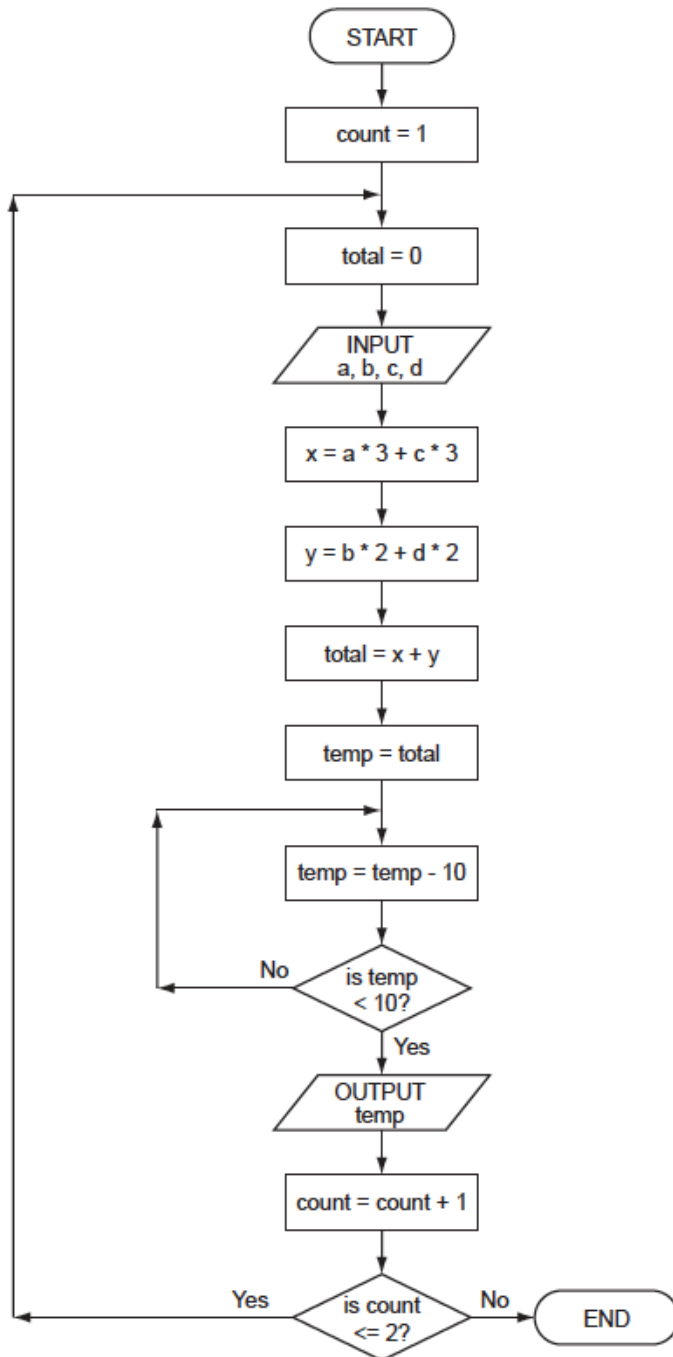 START
count = 1
total = 0
INPUT
a, b, c, d
x = a * 3 + c * 3
y = b * 2 + d * 2
total = x + y
temp = total
temp = temp - 10
No
is temp
< 10?
Yes
OUTPUT
temp
count = count + 1
Yes
is count
<= 2?
No
END